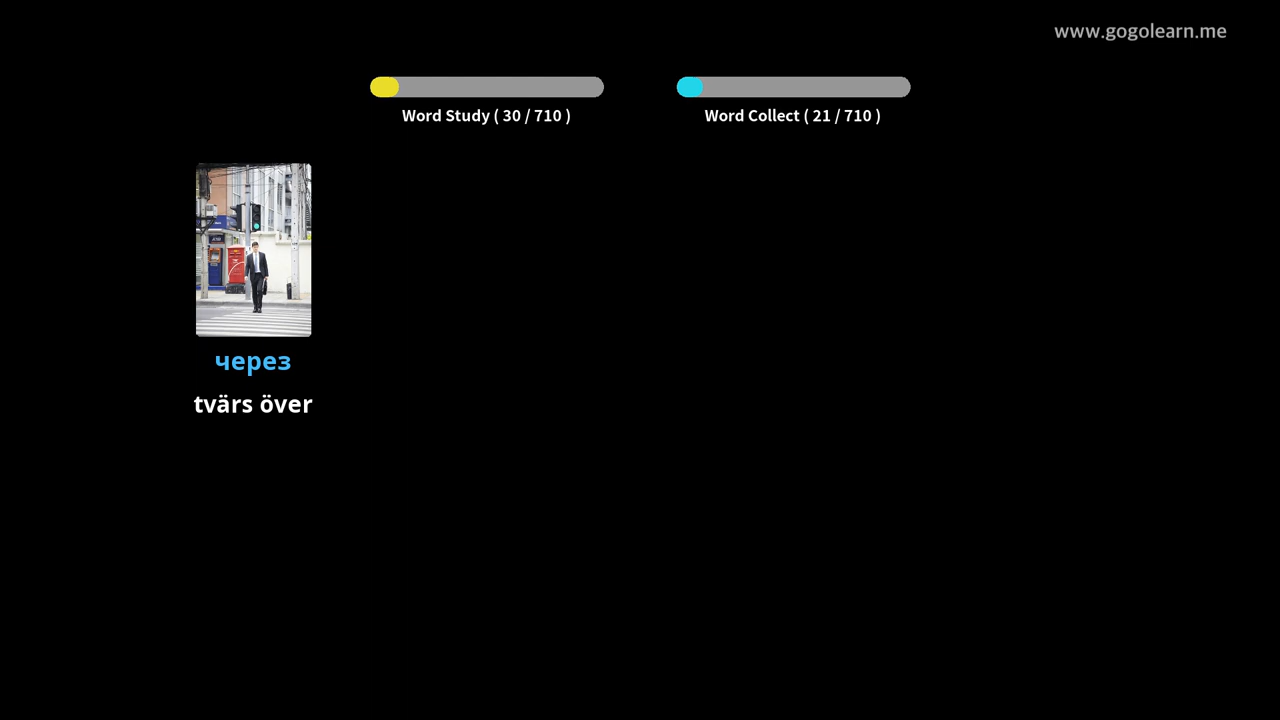 www.gogolearn.me
Word Study ( 30 / 710 )
Word Collect ( 21 / 710 )
через
tvärs över